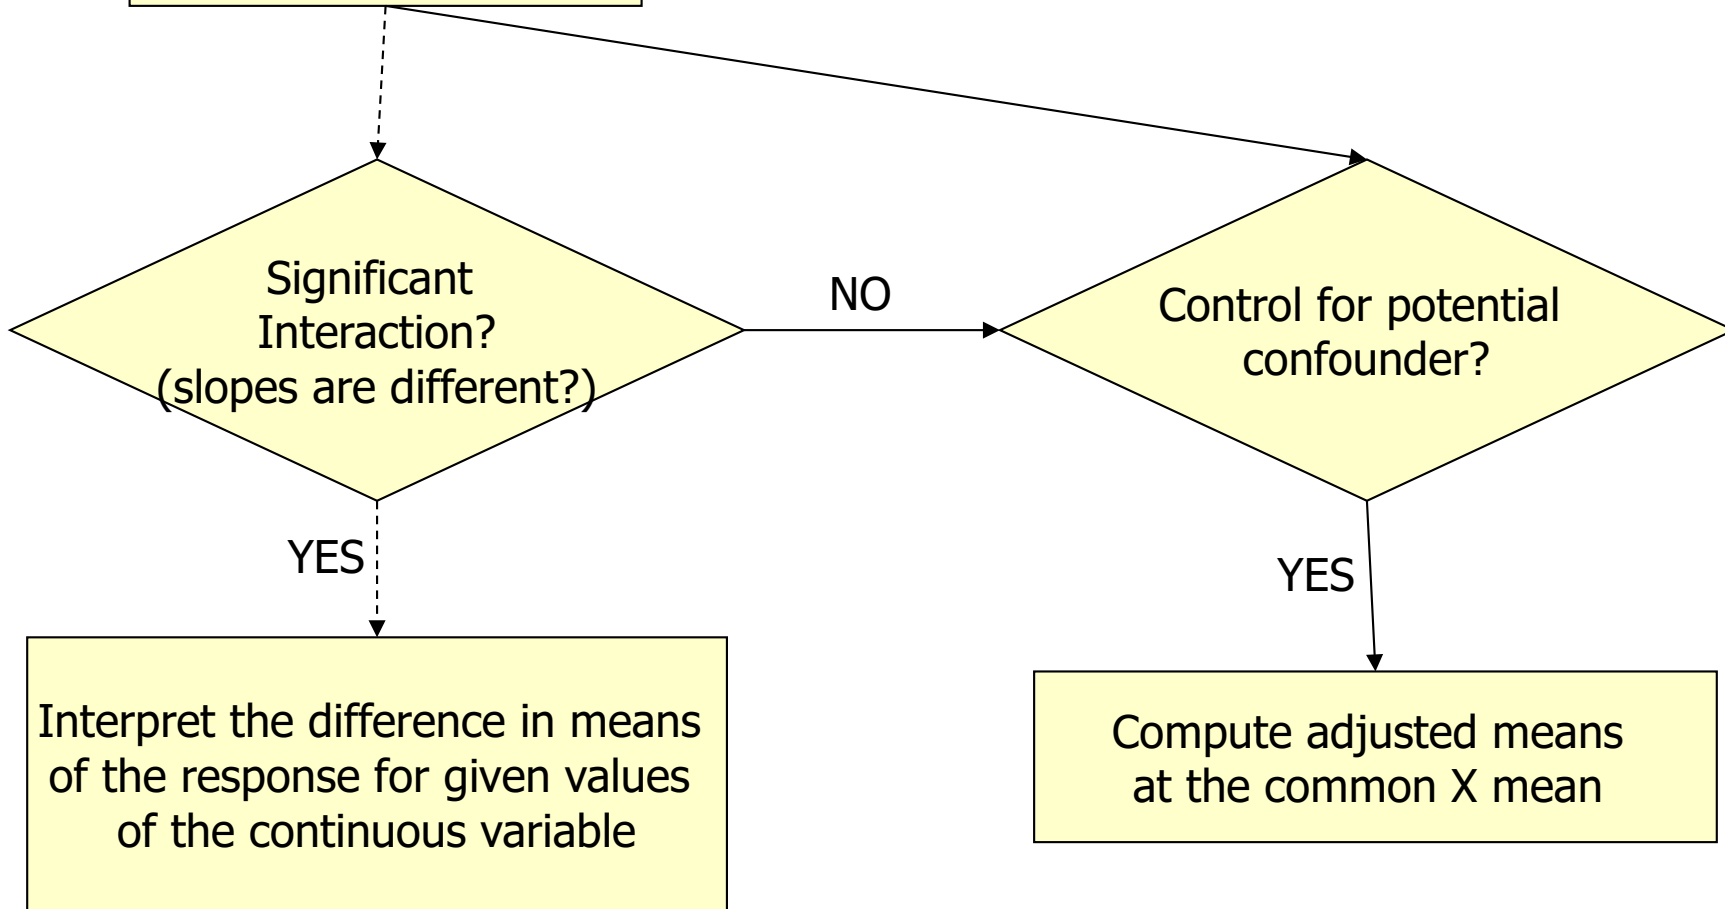 Significant
Interaction?
(slopes are different?)
NO
Control for potential
confounder?
YES
YES
Interpret the difference in means
of the response for given values
of the continuous variable
Compute adjusted means
at the common X mean